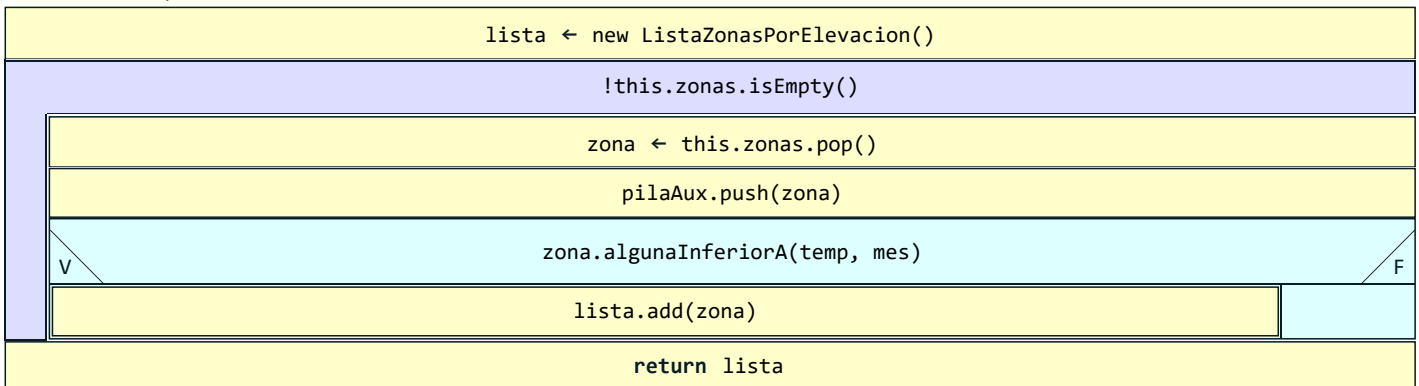 lista ← new ListaZonasPorElevacion()
!this.zonas.isEmpty()
zona ← this.zonas.pop()
pilaAux.push(zona)
zona.algunaInferiorA(temp, mes)
V F
lista.add(zona)
return lista